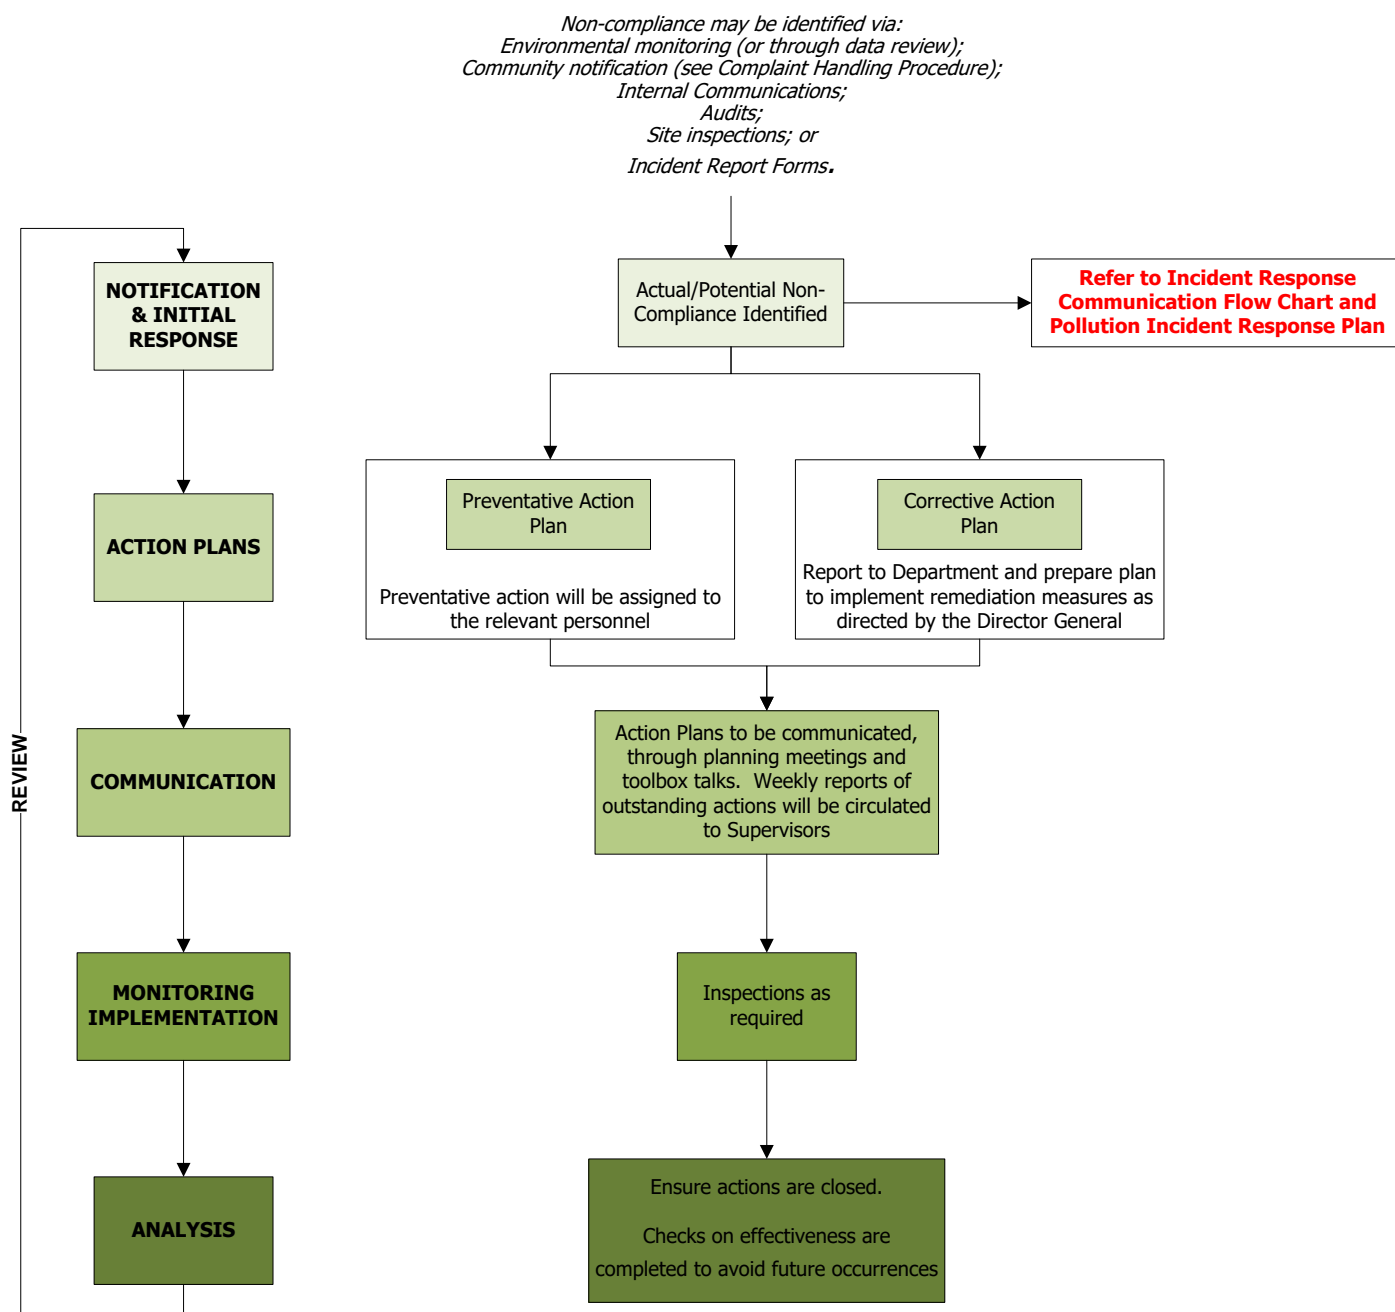 Non-compliance may be identified via:
Environmental monitoring (or through data review);
Community notification (see Complaint Handling Procedure);
Internal Communications;
Audits;
Site inspections; or
Incident Report Forms.
NOTIFICATION
& INITIAL
RESPONSE
Actual/Potential Non-
Compliance Identified
Refer to Incident Response
Communication Flow Chart and
Pollution Incident Response Plan
ACTION PLANS
Preventative Action
Plan
Preventative action will be assigned to
the relevant personnel
Corrective Action
Plan
Report to Department and prepare plan
to implement remediation measures as
directed by the Director General
REVIEW
COMMUNICATION
Action Plans to be communicated,
through planning meetings and
toolbox talks.  Weekly reports of
outstanding actions will be circulated
to Supervisors
MONITORING
IMPLEMENTATION
Inspections as
required
ANALYSIS
Ensure actions are closed.
Checks on effectiveness are
completed to avoid future occurrences